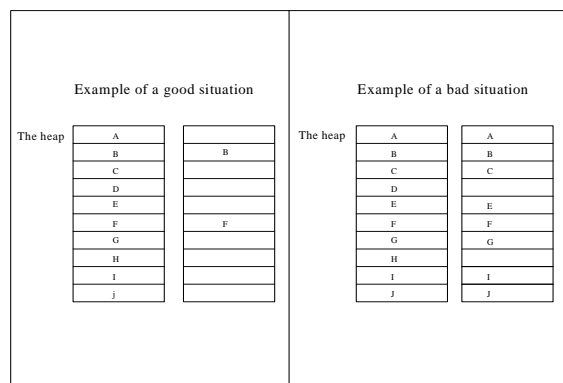 Example of a good situation
The heap
A
B B
C
D
E
F F
G
H
I
j
Example of a bad situation
The heap
A A
B B
C C
D
E E
F F
G G
H
I I
J J